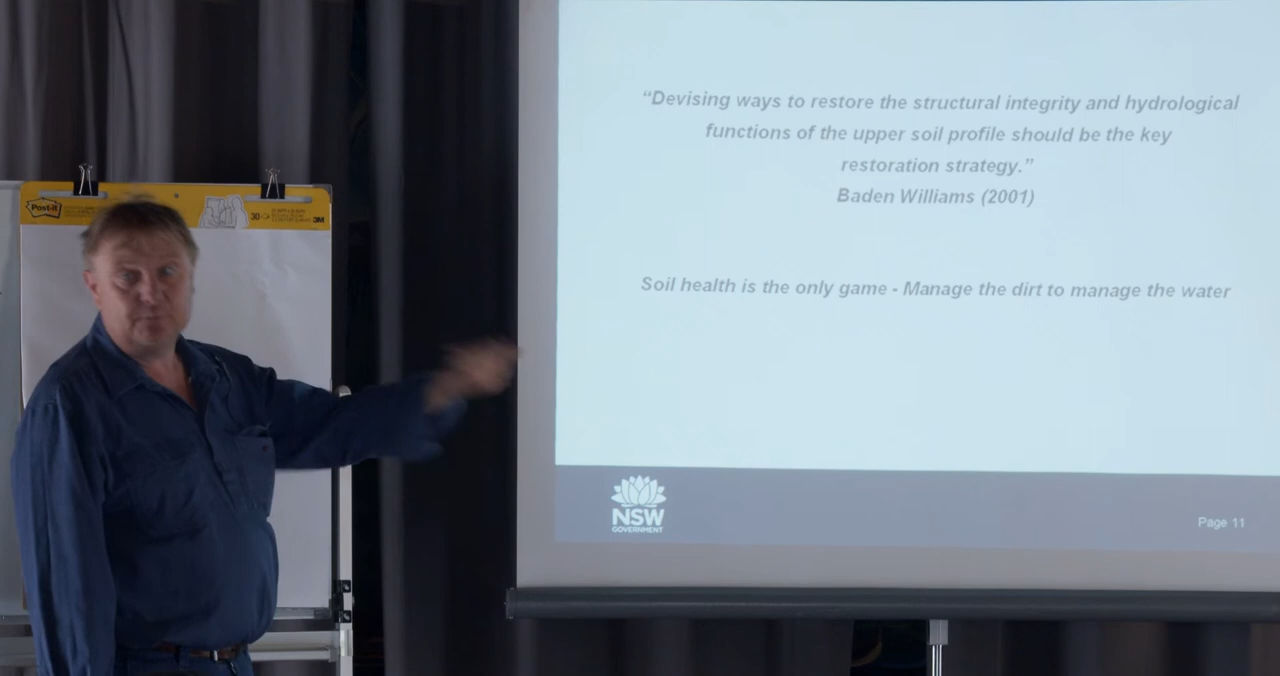 “Devising ways to restore the structural integrity and hydrological
functions of the upper soil profile should be the key
restoration strategy.”
Baden Williams (2001)
Soil health is the only game - Manage the dirt to manage the water
NSW
GOVERNMENT
Page 11
Post-it
30
3M